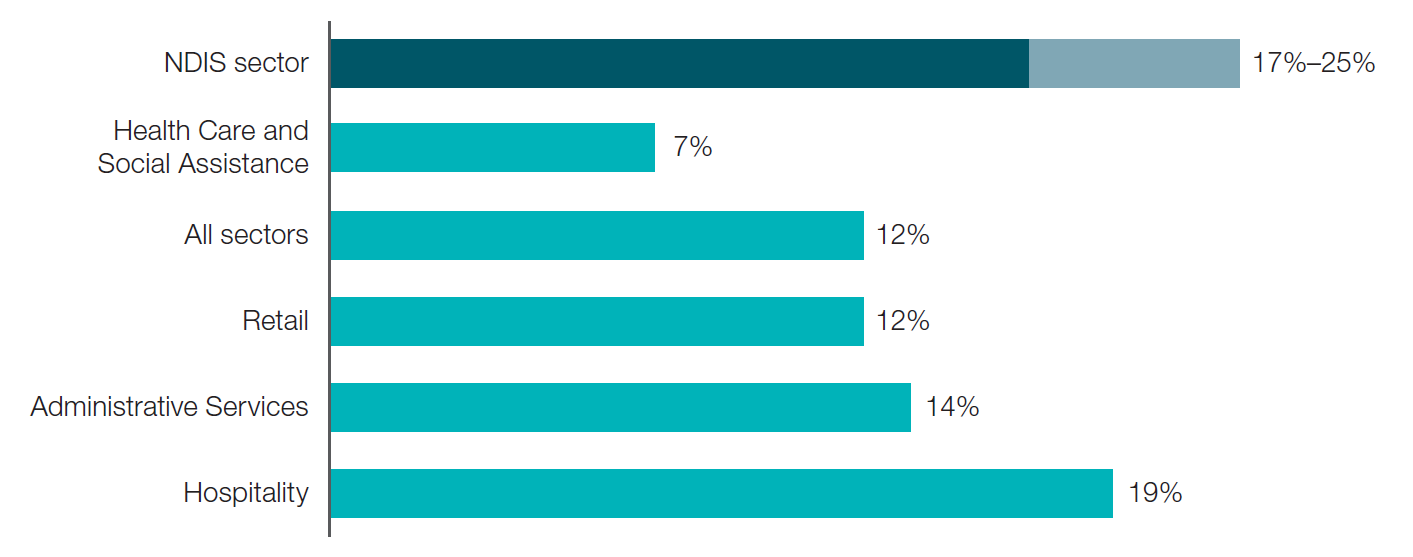 NDIS sector
17%–25%
Health Care and
Social Assistance
7%
All sectors
12%
Retail
12%
Administrative Services
14%
Hospitality
19%